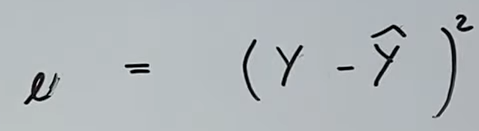 e = (Y - Ŷ)²